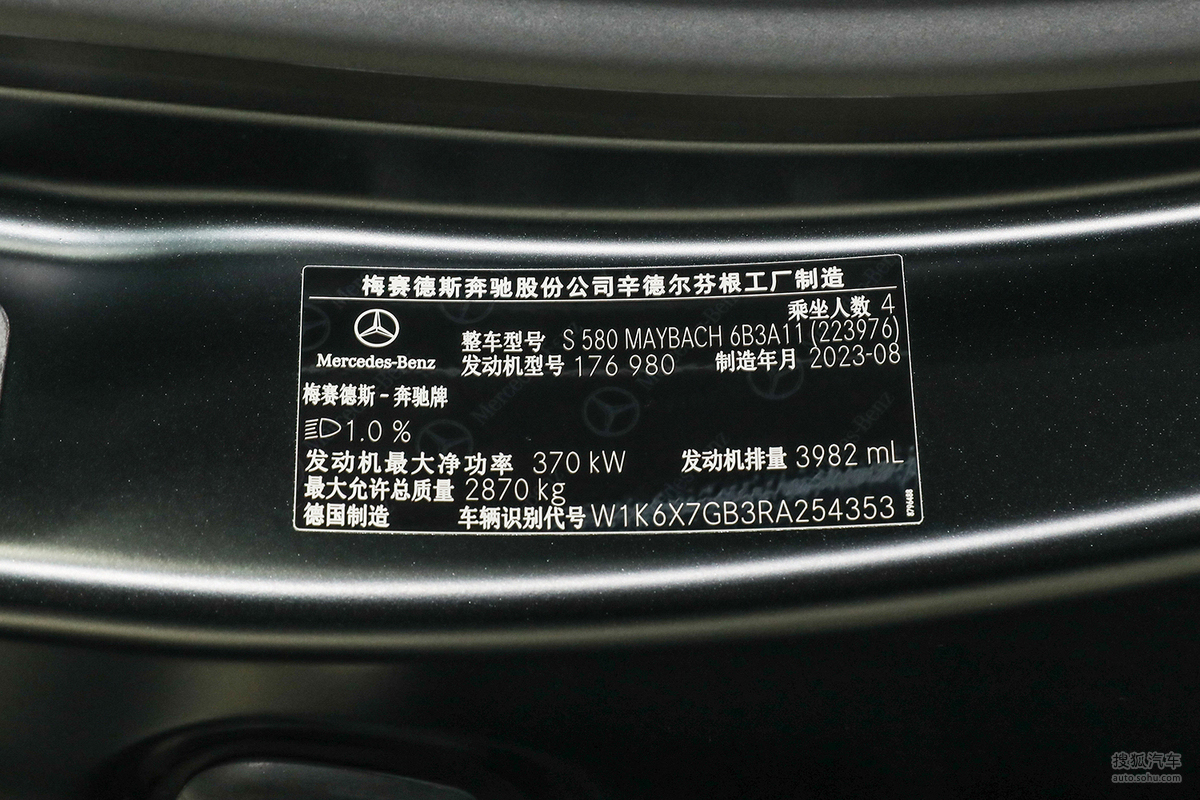 梅赛德斯奔驰股份公司辛德尔芬根工厂制造
乘坐人数 4
Mercedes-Benz
整车型号 S 580 MAYBACH 6B3A11 (223976)
发动机型号 176 980 制造年月 2023-08
梅赛德斯-奔驰牌
1.0 %
发动机最大净功率 370 kW 发动机排量 3982 mL
最大允许总质量 2870 kg
德国制造 车辆识别代号 W1K6X7GB3RA254353
搜狐汽车
auto.sohu.com